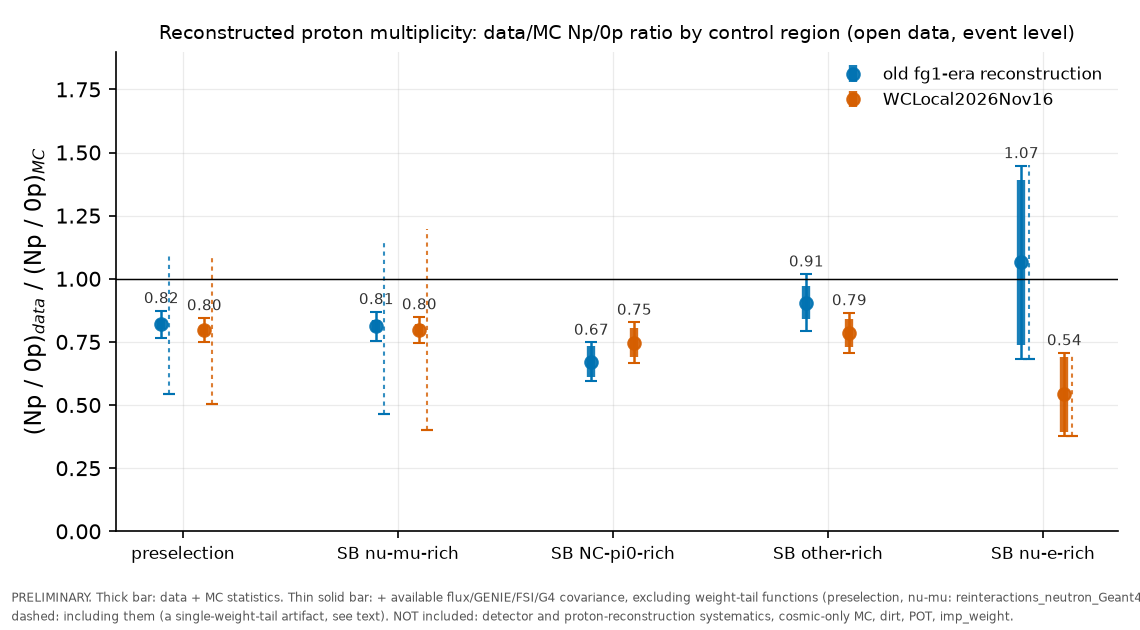 Reconstructed proton multiplicity: data/MC Np/0p ratio by control region (open data, event level)
old fg1-era reconstruction
WCLocal2026Nov16
(Np / 0p)data / (Np / 0p)MC
1.75
1.50
1.25
1.00
0.75
0.50
0.25
0.00
0.82
0.80
0.81
0.80
0.67
0.75
0.91
0.79
1.07
0.54
preselection
SB nu-mu-rich
SB NC-pi0-rich
SB other-rich
SB nu-e-rich
PRELIMINARY. Thick bar: data + MC statistics. Thin solid bar: + available flux/GENIE/FSI/G4 covariance, excluding weight-tail functions (preselection, nu-mu: reinteractions_neutron_Geant4
dashed: including them (a single-weight-tail artifact, see text). NOT included: detector and proton-reconstruction systematics, cosmic-only MC, dirt, POT, imp_weight.